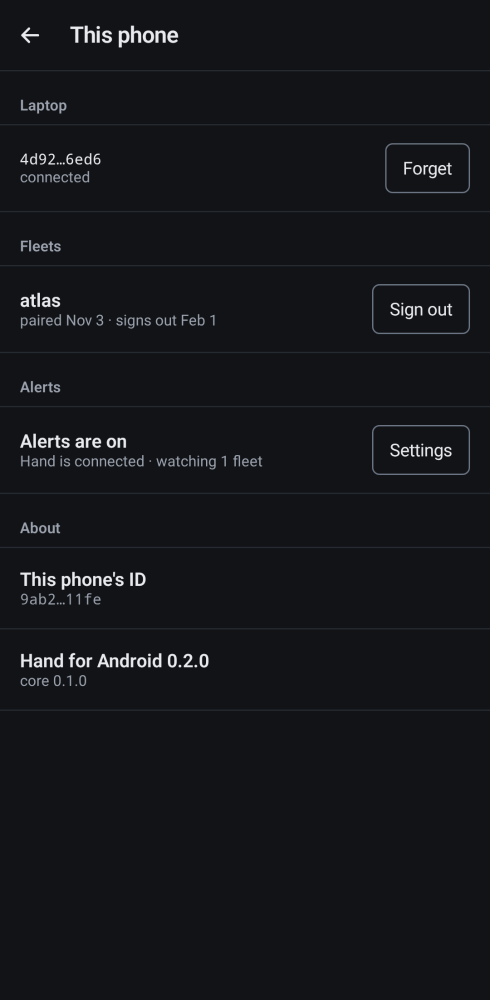 This phone
Laptop
4d92…6ed6
connected
Forget
Fleets
atlas
paired Nov 3 · signs out Feb 1
Sign out
Alerts
Alerts are on
Hand is connected · watching 1 fleet
Settings
About
This phone's ID
9ab2…11fe
Hand for Android 0.2.0
core 0.1.0